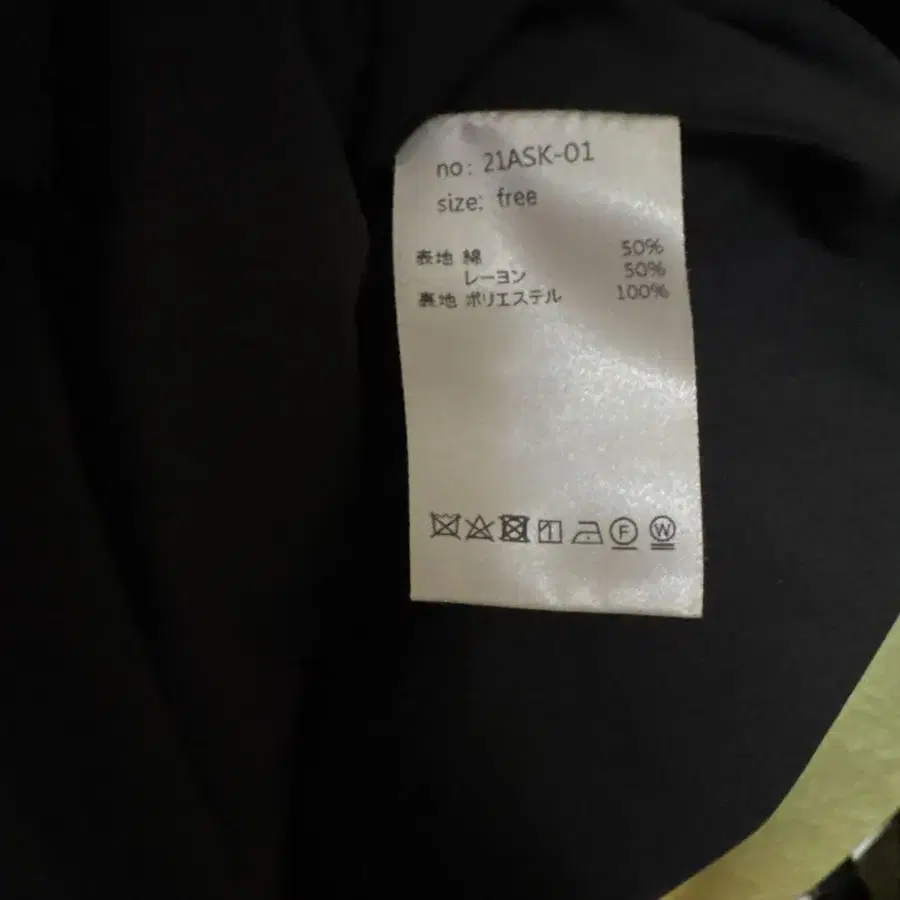 no: 21ASK-01
size: free
表地 綿 50%
レーヨン 50%
裏地 ポリエステル 100%
F W